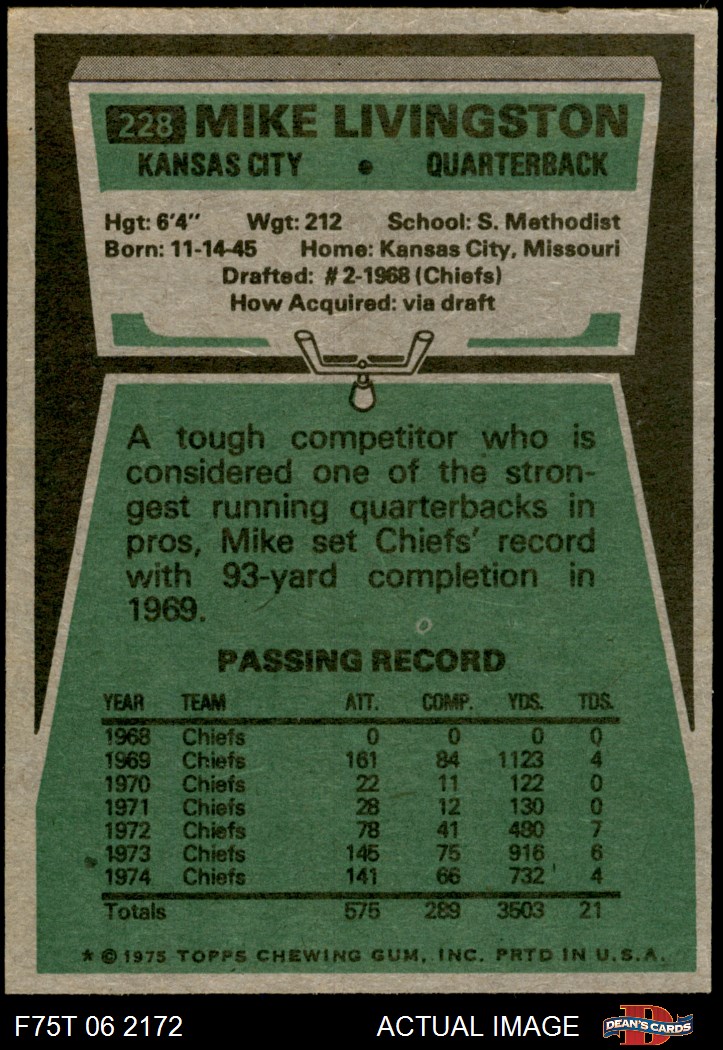 228 MIKE LIVINGSTON
KANSAS CITY • QUARTERBACK
Hgt: 6'4" Wgt: 212 School: S. Methodist
Born: 11-14-45 Home: Kansas City, Missouri
Drafted: #2-1968 (Chiefs)
How Acquired: via draft
A tough competitor who is
considered one of the stron-
gest running quarterbacks in
pros, Mike set Chiefs' record
with 93-yard completion in
1969.
PASSING RECORD
YEAR TEAM ATT. COMP. YDS. TDS.
1968 Chiefs 0 0 0 0
1969 Chiefs 161 84 1123 4
1970 Chiefs 22 11 122 0
1971 Chiefs 28 12 130 0
1972 Chiefs 78 41 480 7
1973 Chiefs 145 75 916 6
1974 Chiefs 141 66 732 4
Totals 575 289 3503 21
* © 1975 TOPPS CHEWING GUM, INC. PRTD IN U.S.A.
F75T 06 2172 ACTUAL IMAGE D DEAN'S CARDS